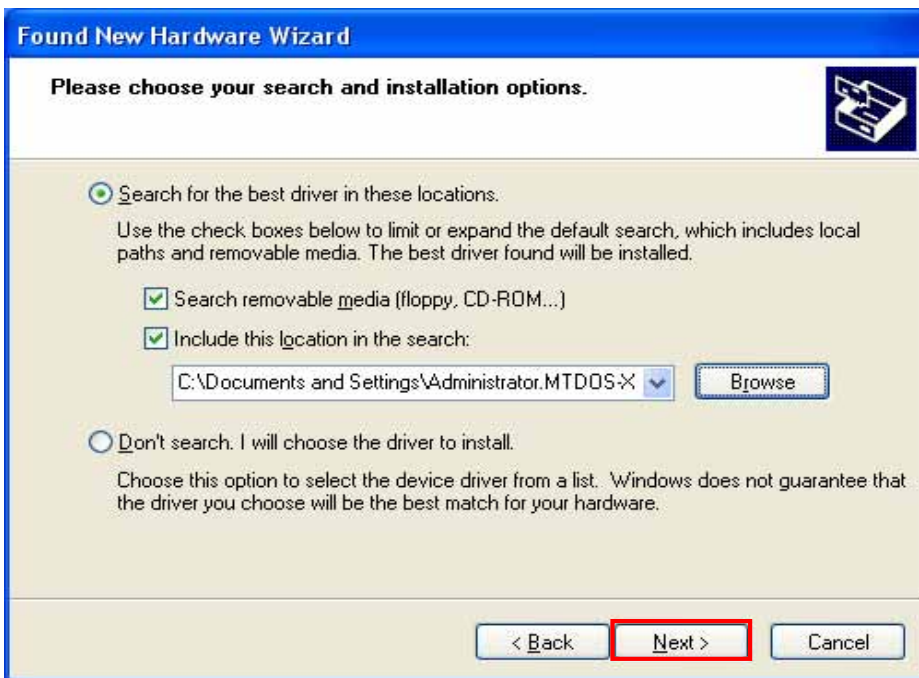 Found New Hardware Wizard
Please choose your search and installation options.
Search for the best driver in these locations.
Use the check boxes below to limit or expand the default search, which includes local
paths and removable media. The best driver found will be installed.
Search removable media (floppy, CD-ROM...)
Include this location in the search:
C:\Documents and Settings\Administrator.MTDOS-X
Browse
Don't search. I will choose the driver to install.
Choose this option to select the device driver from a list. Windows does not guarantee that
the driver you choose will be the best match for your hardware.
< Back Next > Cancel